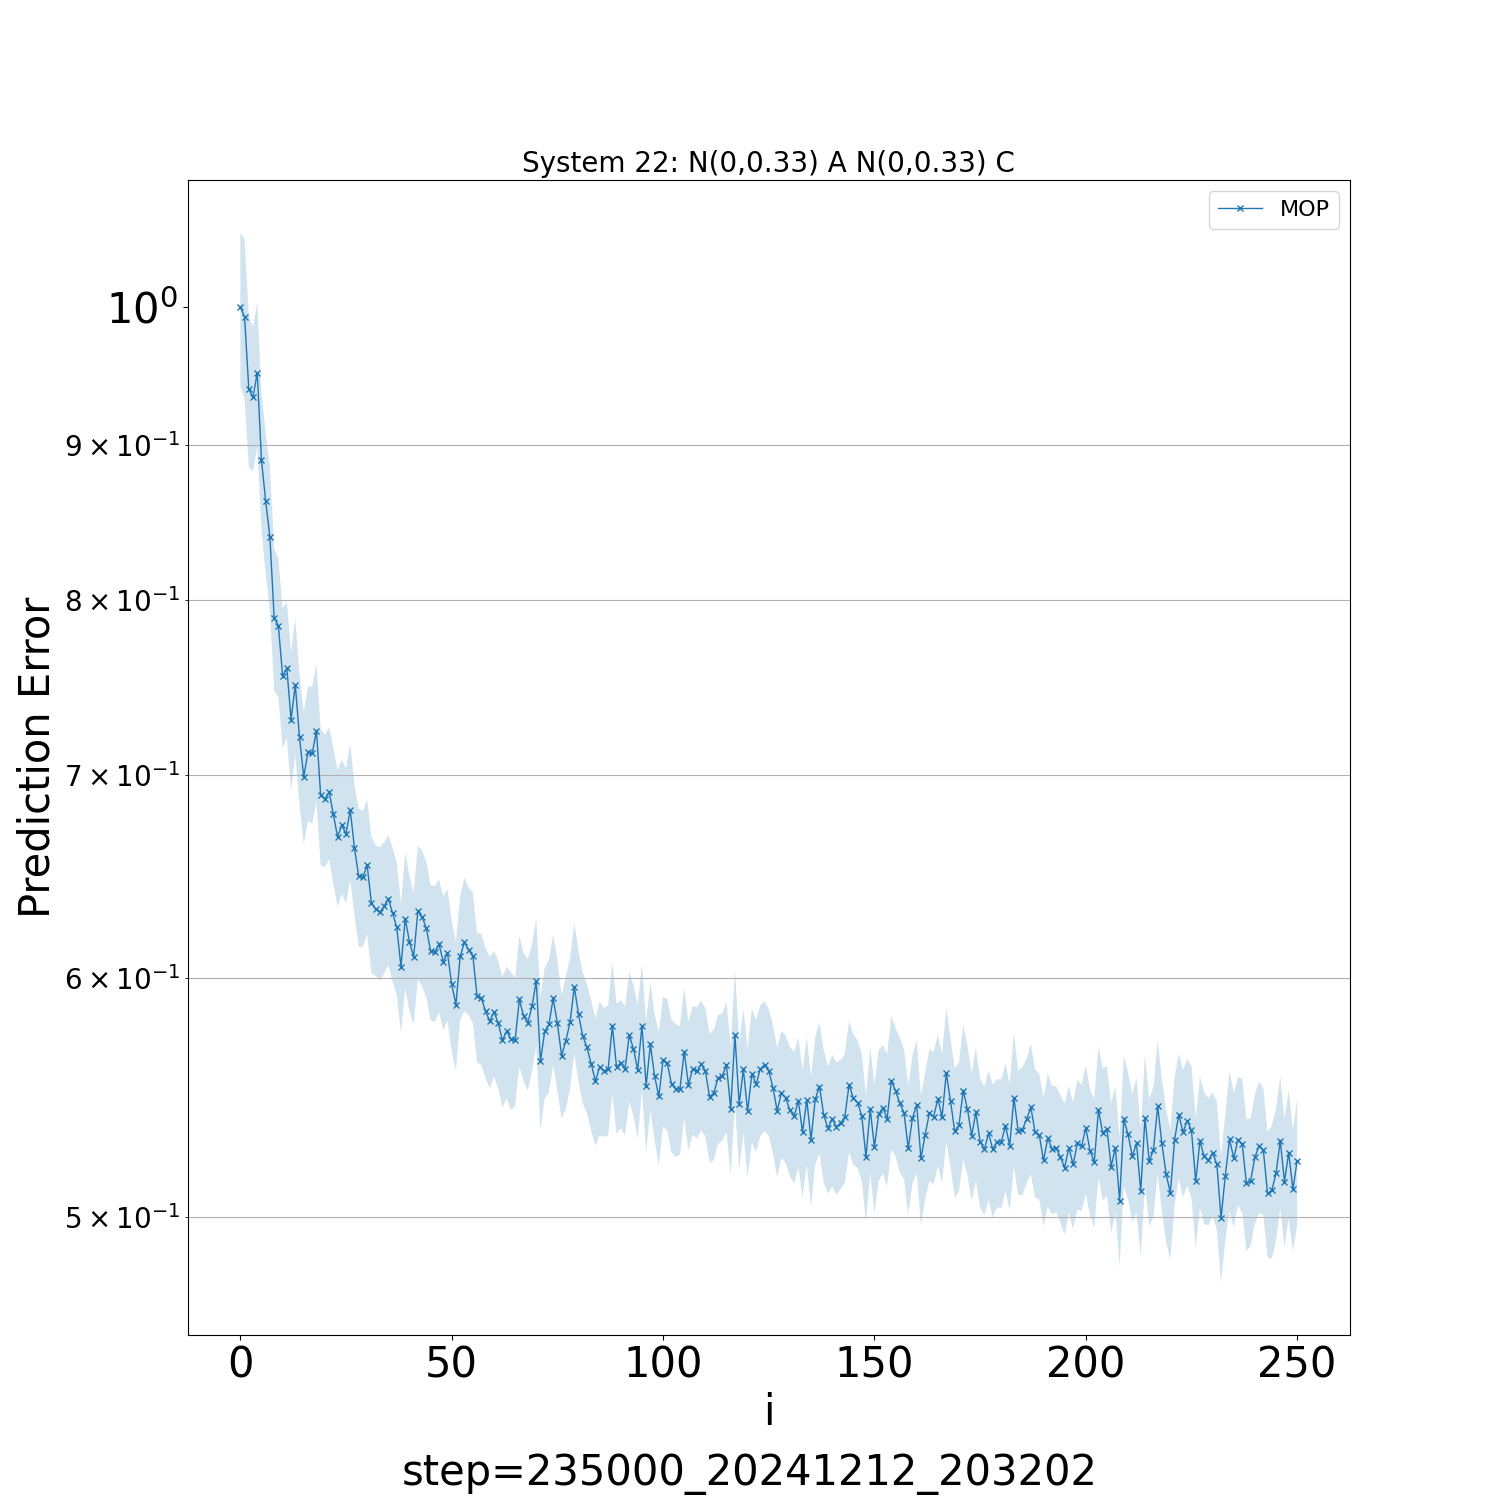 System 22: N(0,0.33) A N(0,0.33) C
MOP
10⁰
9 × 10⁻¹
8 × 10⁻¹
7 × 10⁻¹
6 × 10⁻¹
5 × 10⁻¹
Prediction Error
0 50 100 150 200 250
i
step=235000_20241212_203202